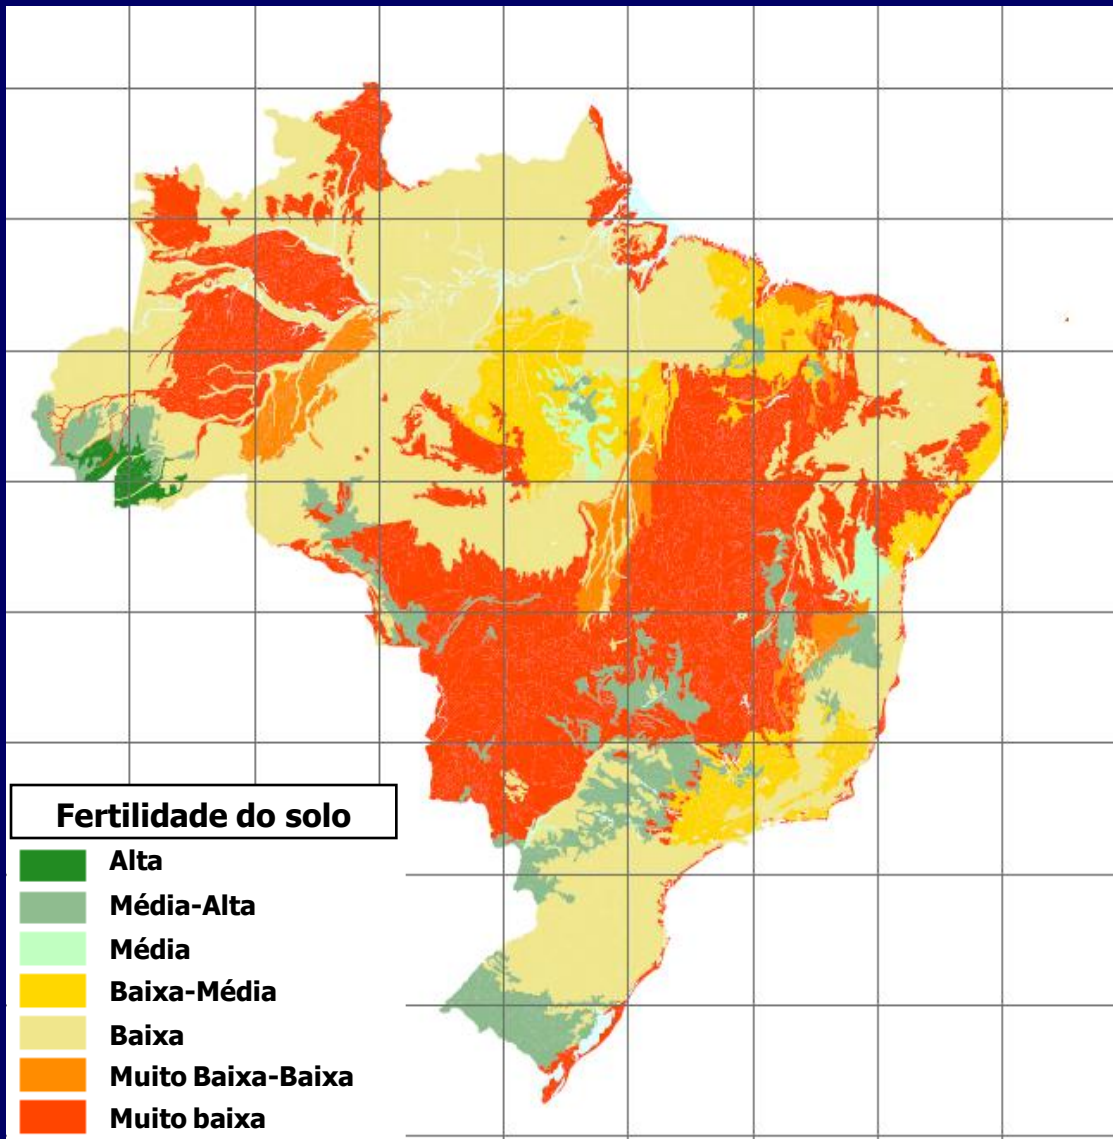 Fertilidade do solo
Alta
Média-Alta
Média
Baixa-Média
Baixa
Muito Baixa-Baixa
Muito baixa